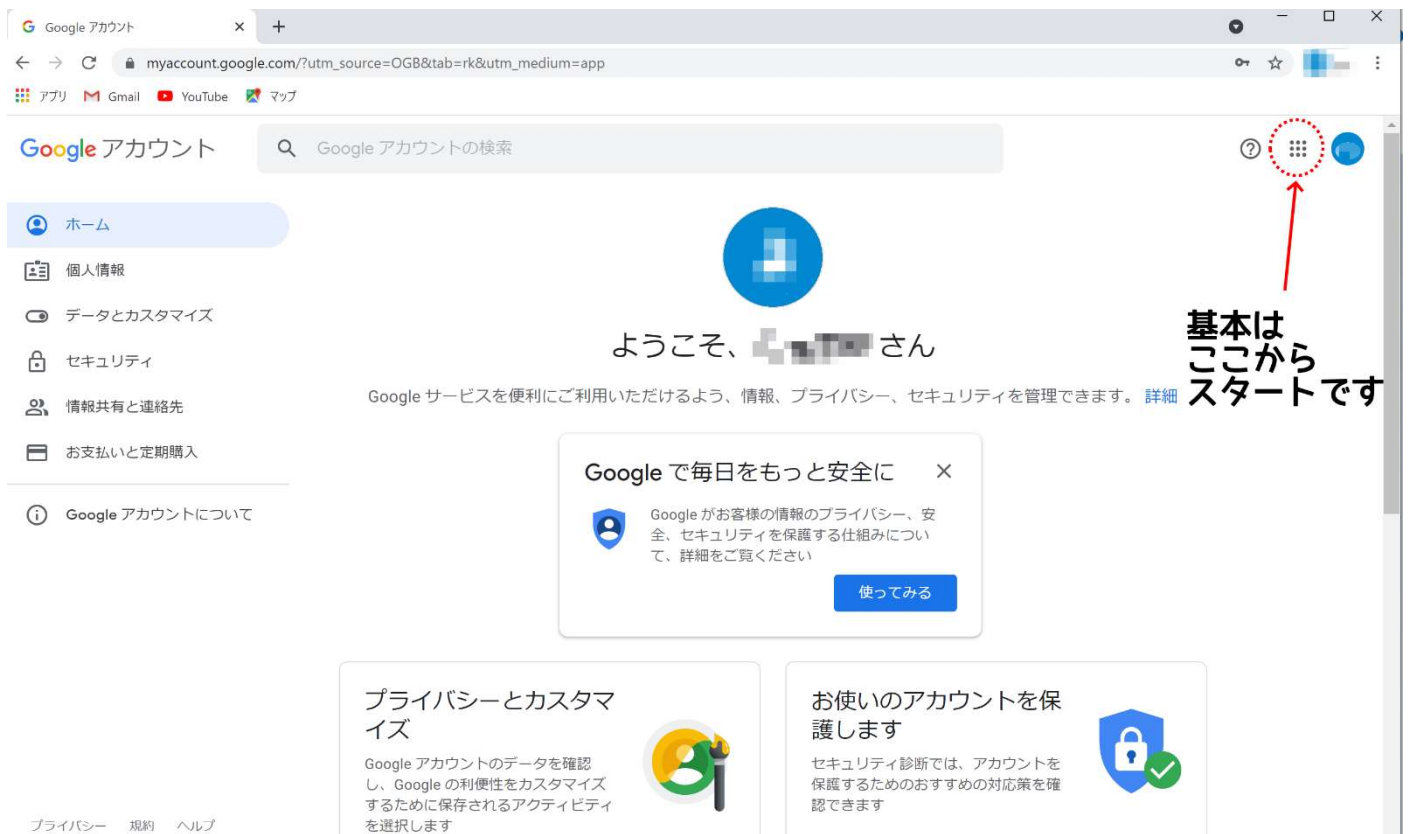 Google アカウント
myaccount.google.com/?utm_source=OGB&tab=rk&utm_medium=app
アプリ Gmail YouTube マップ
Google アカウント
Google アカウントの検索
ホーム
個人情報
データとカスタマイズ
セキュリティ
情報共有と連絡先
お支払いと定期購入
Google アカウントについて
ようこそ、 さん
Google サービスを便利にご利用いただけるよう、情報、プライバシー、セキュリティを管理できます。 詳細
基本は
ここから
スタートです
Google で毎日をもっと安全に
Google がお客様の情報のプライバシー、安
全、セキュリティを保護する仕組みについ
て、詳細をご覧ください
使ってみる
プライバシーとカスタマ
イズ
Google アカウントのデータを確認
し、Google の利便性をカスタマイズ
するために保存されるアクティビティ
を選択します
お使いのアカウントを保
護します
セキュリティ診断では、アカウントを
保護するためのおすすめの対応策を確
認できます
プライバシー 規約 ヘルプ